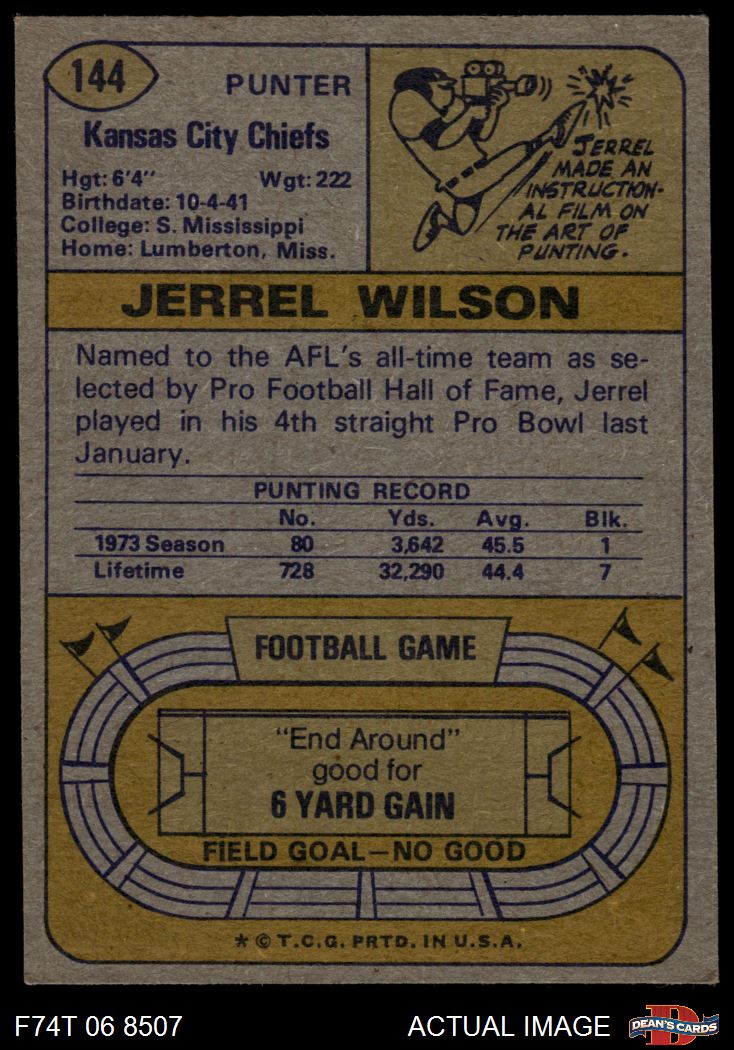 144
PUNTER
Kansas City Chiefs
Hgt: 6'4" Wgt: 222
Birthdate: 10-4-41
College: S. Mississippi
Home: Lumberton, Miss.
JERREL
MADE AN
INSTRUCTION-
AL FILM ON
THE ART OF
PUNTING.
JERREL WILSON
Named to the AFL's all-time team as se-
lected by Pro Football Hall of Fame, Jerrel
played in his 4th straight Pro Bowl last
January.
PUNTING RECORD
No. Yds. Avg. Blk.
1973 Season 80 3,642 45.5 1
Lifetime 728 32,290 44.4 7
FOOTBALL GAME
"End Around"
good for
6 YARD GAIN
FIELD GOAL—NO GOOD
* © T.C.G. PRTD. IN U.S.A.
F74T 06 8507 ACTUAL IMAGE
D
DEAN'S CARDS